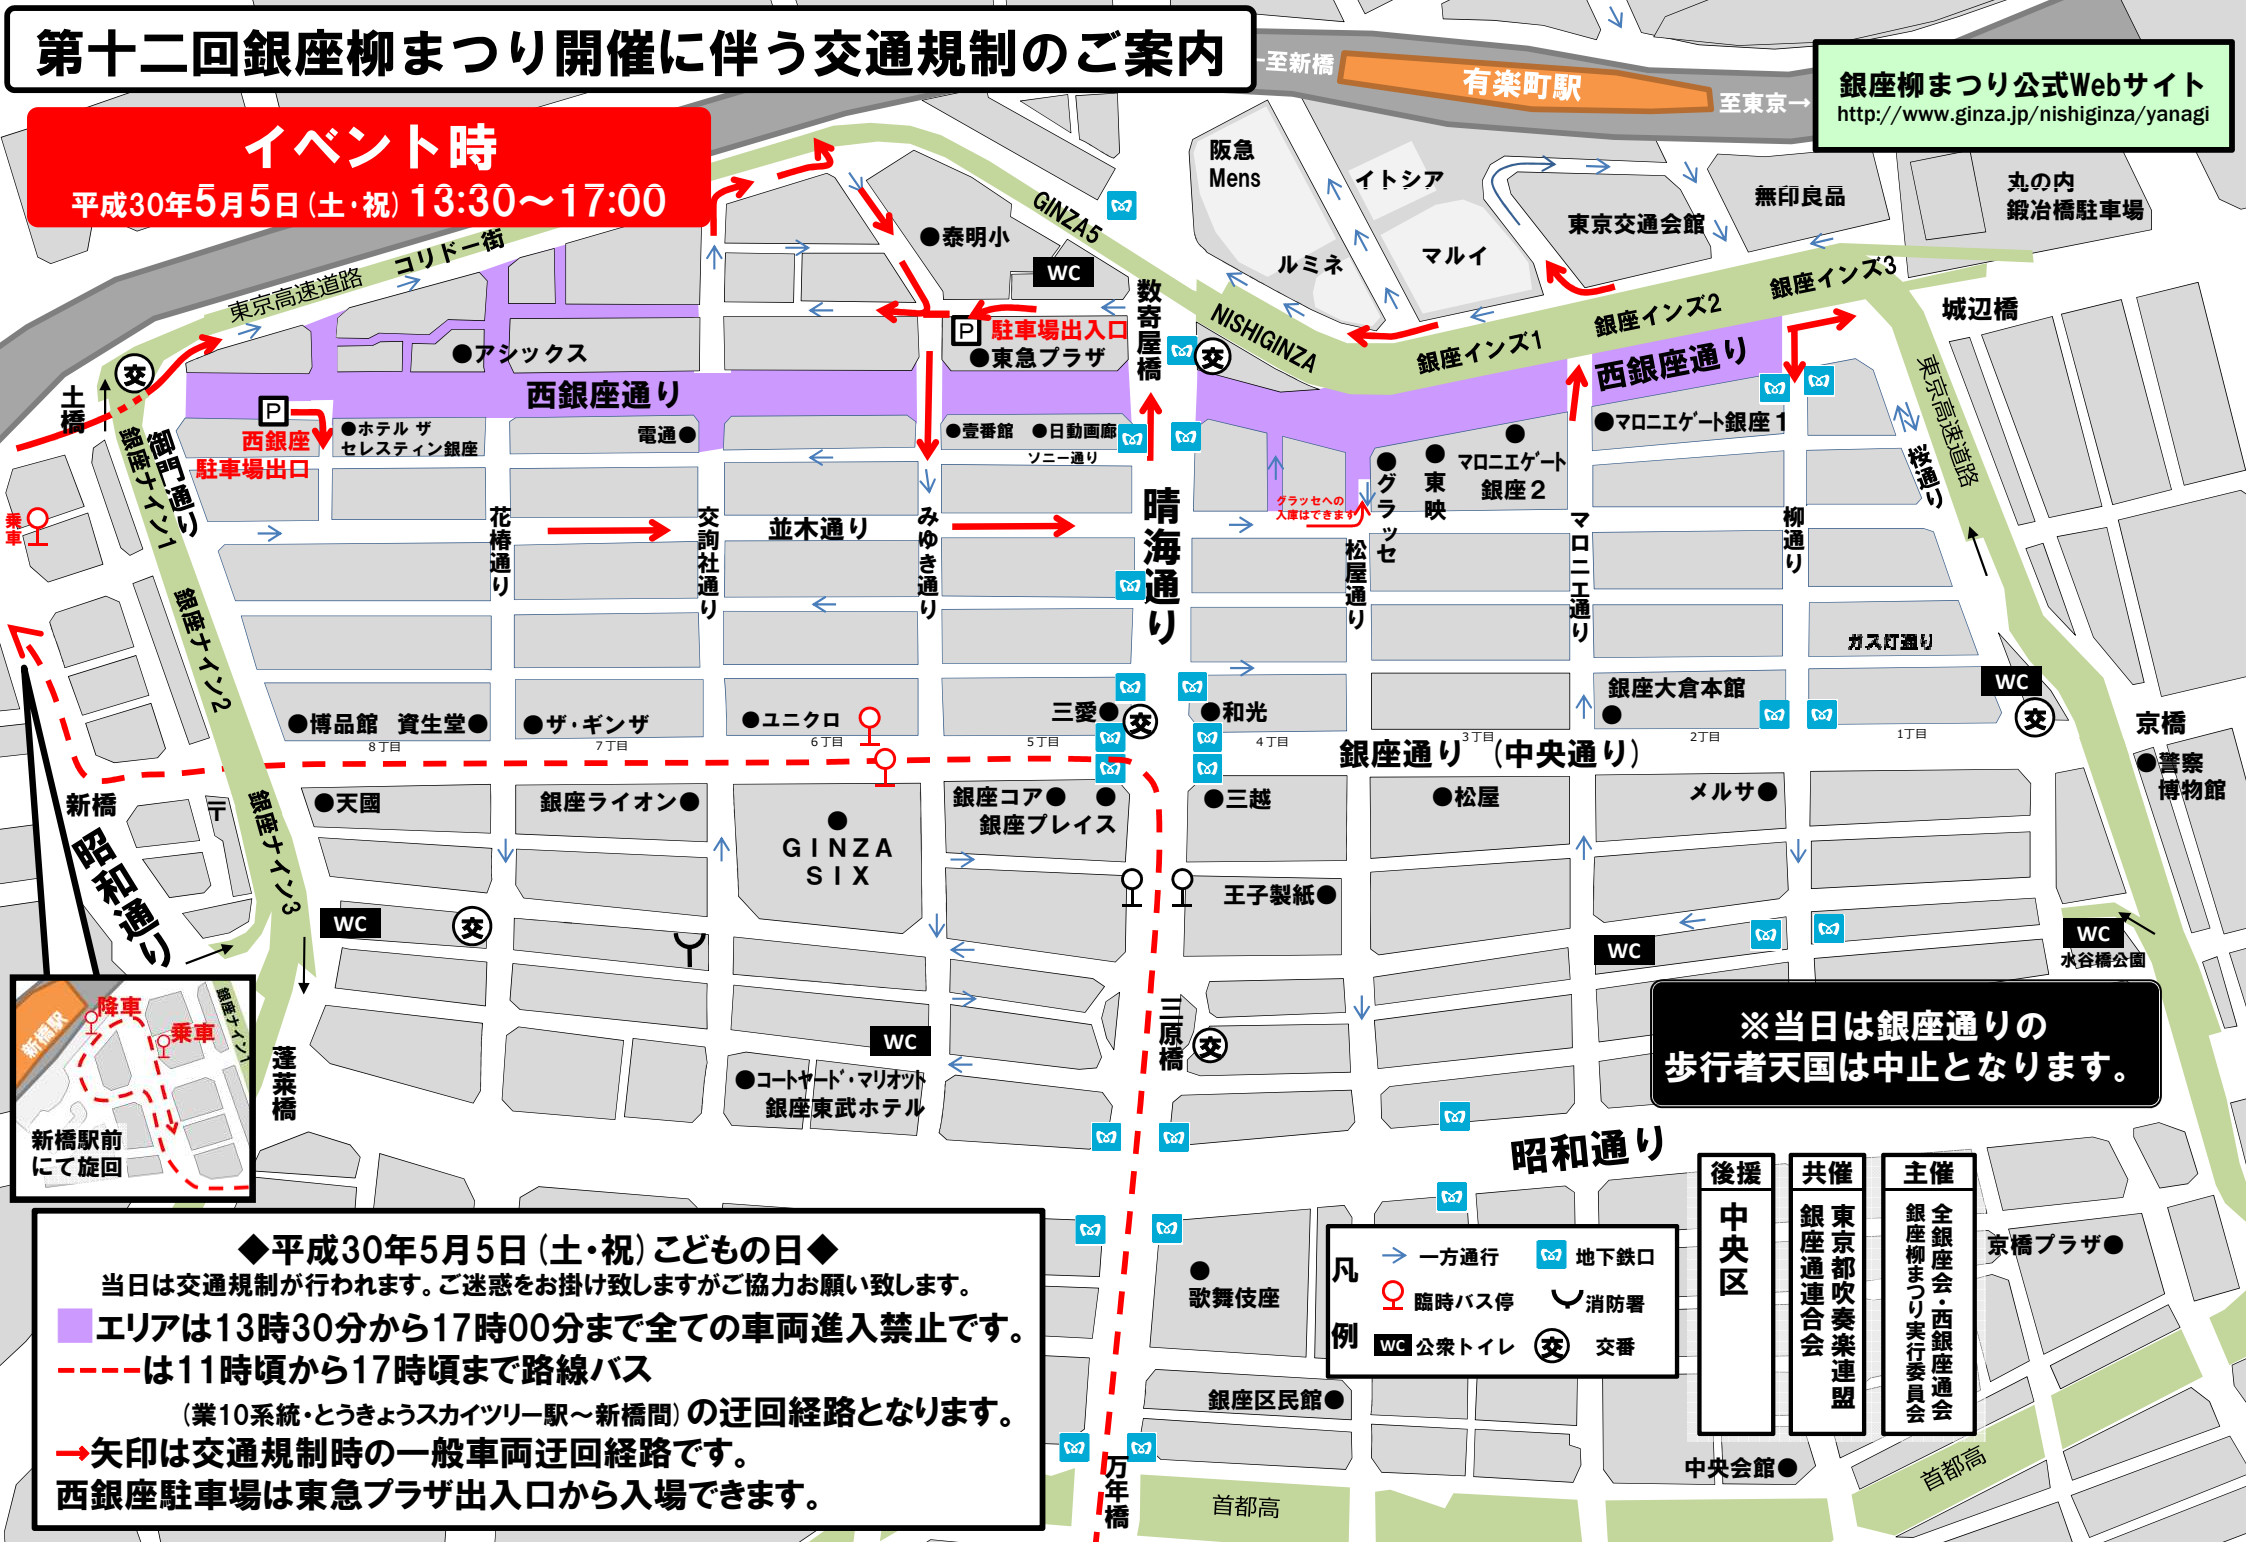 第十二回銀座柳まつり開催に伴う交通規制のご案内
イベント時
平成30年5月5日(土・祝) 13:30～17:00
至新橋
有楽町駅
至東京→
銀座柳まつり公式Webサイト
http://www.ginza.jp/nishiginza/yanagi
阪急
Mens
イトシア
ルミネ
マルイ
東京交通会館
無印良品
丸の内
鍛冶橋駐車場
コリドー街
東京高速道路
●泰明小
WC
GINZA5
NISHIGINZA
数寄屋橋
銀座インズ1
銀座インズ2
銀座インズ3
城辺橋
東京高速道路
桜通り
土橋
交
●アシックス
P
駐車場出入口
●東急プラザ
交
西銀座通り
西銀座通り
P
西銀座
駐車場出口
●ホテル ザ
セレスティン銀座
電通●
●壹番館
●日動画廊
ソニー通り
●グラッセ
●東映
●
マロニエゲート
銀座2
●マロニエゲート銀座1
グラッセへの
入庫はできます
乗車
御門通り
銀座ナイン1
銀座ナイン2
銀座ナイン3
花椿通り
交詢社通り
並木通り
みゆき通り
晴海通り
松屋通り
マロニエ通り
柳通り
ガス灯通り
WC
交
京橋
●警察
博物館
●博品館
資生堂●
●ザ・ギンザ
●ユニクロ
三愛●
交
●和光
銀座大倉本館
●
8丁目
7丁目
6丁目
5丁目
4丁目
3丁目
2丁目
1丁目
銀座通り (中央通り)
新橋
昭和通り
〒
●天國
銀座ライオン●
●
GINZA
SIX
銀座コア●
●
銀座プレイス
●三越
●松屋
メルサ●
王子製紙●
WC
交
WC
WC
水谷橋公園
三原橋
交
WC
●コートヤード・マリオット
銀座東武ホテル
蓬莱橋
新橋駅
降車
乗車
銀座ナイン1
新橋駅前
にて旋回
※当日は銀座通りの
歩行者天国は中止となります。
昭和通り
◆平成30年5月5日(土・祝)こどもの日◆
当日は交通規制が行われます。ご迷惑をお掛け致しますがご協力お願い致します。
エリアは13時30分から17時00分まで全ての車両進入禁止です。
----は11時頃から17時頃まで路線バス
(業10系統・とうきょうスカイツリー駅～新橋間)の迂回経路となります。
→矢印は交通規制時の一般車両迂回経路です。
西銀座駐車場は東急プラザ出入口から入場できます。
●
歌舞伎座
銀座区民館●
万年橋
首都高
凡例
一方通行
地下鉄口
臨時バス停
消防署
WC 公衆トイレ
交 交番
後援
中央区
共催
東京都吹奏楽連盟
銀座通連合会
主催
全銀座会・西銀座通会
銀座柳まつり実行委員会
京橋プラザ●
中央会館●
首都高